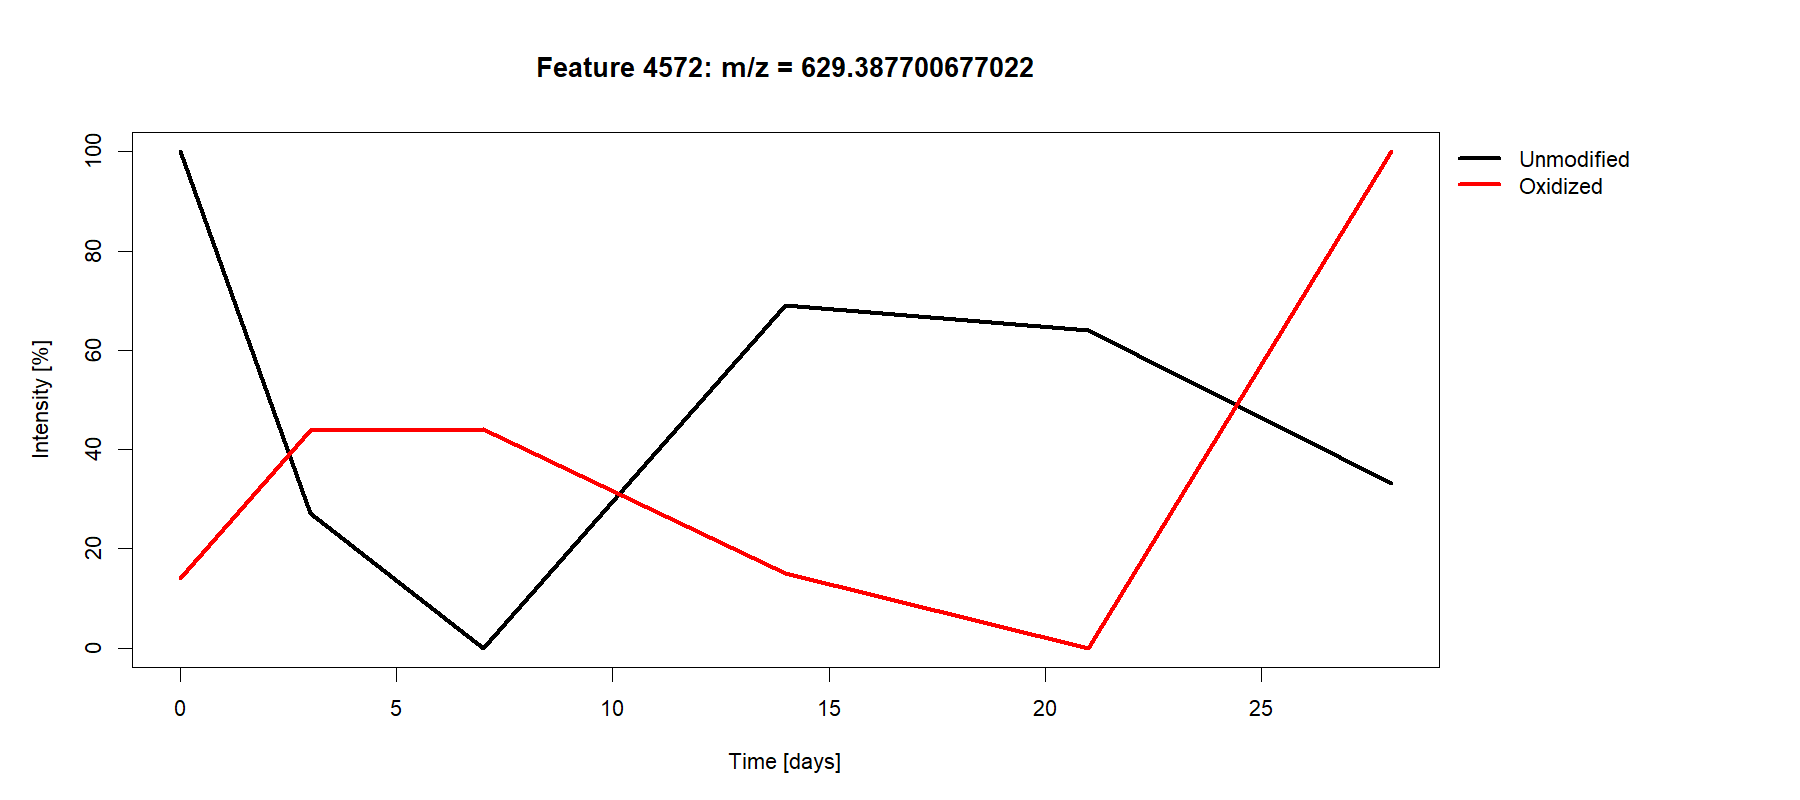 Feature 4572: m/z = 629.387700677022
Unmodified
Oxidized
Intensity [%]
100
80
60
40
20
0
0 5 10 15 20 25
Time [days]